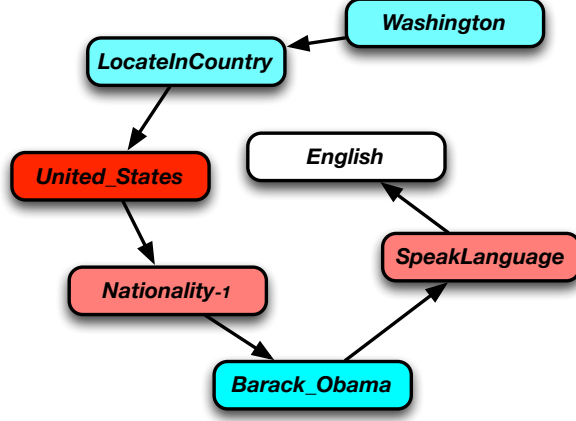 Washington
LocateInCountry
United_States
Nationality-1
Barack_Obama
SpeakLanguage
English